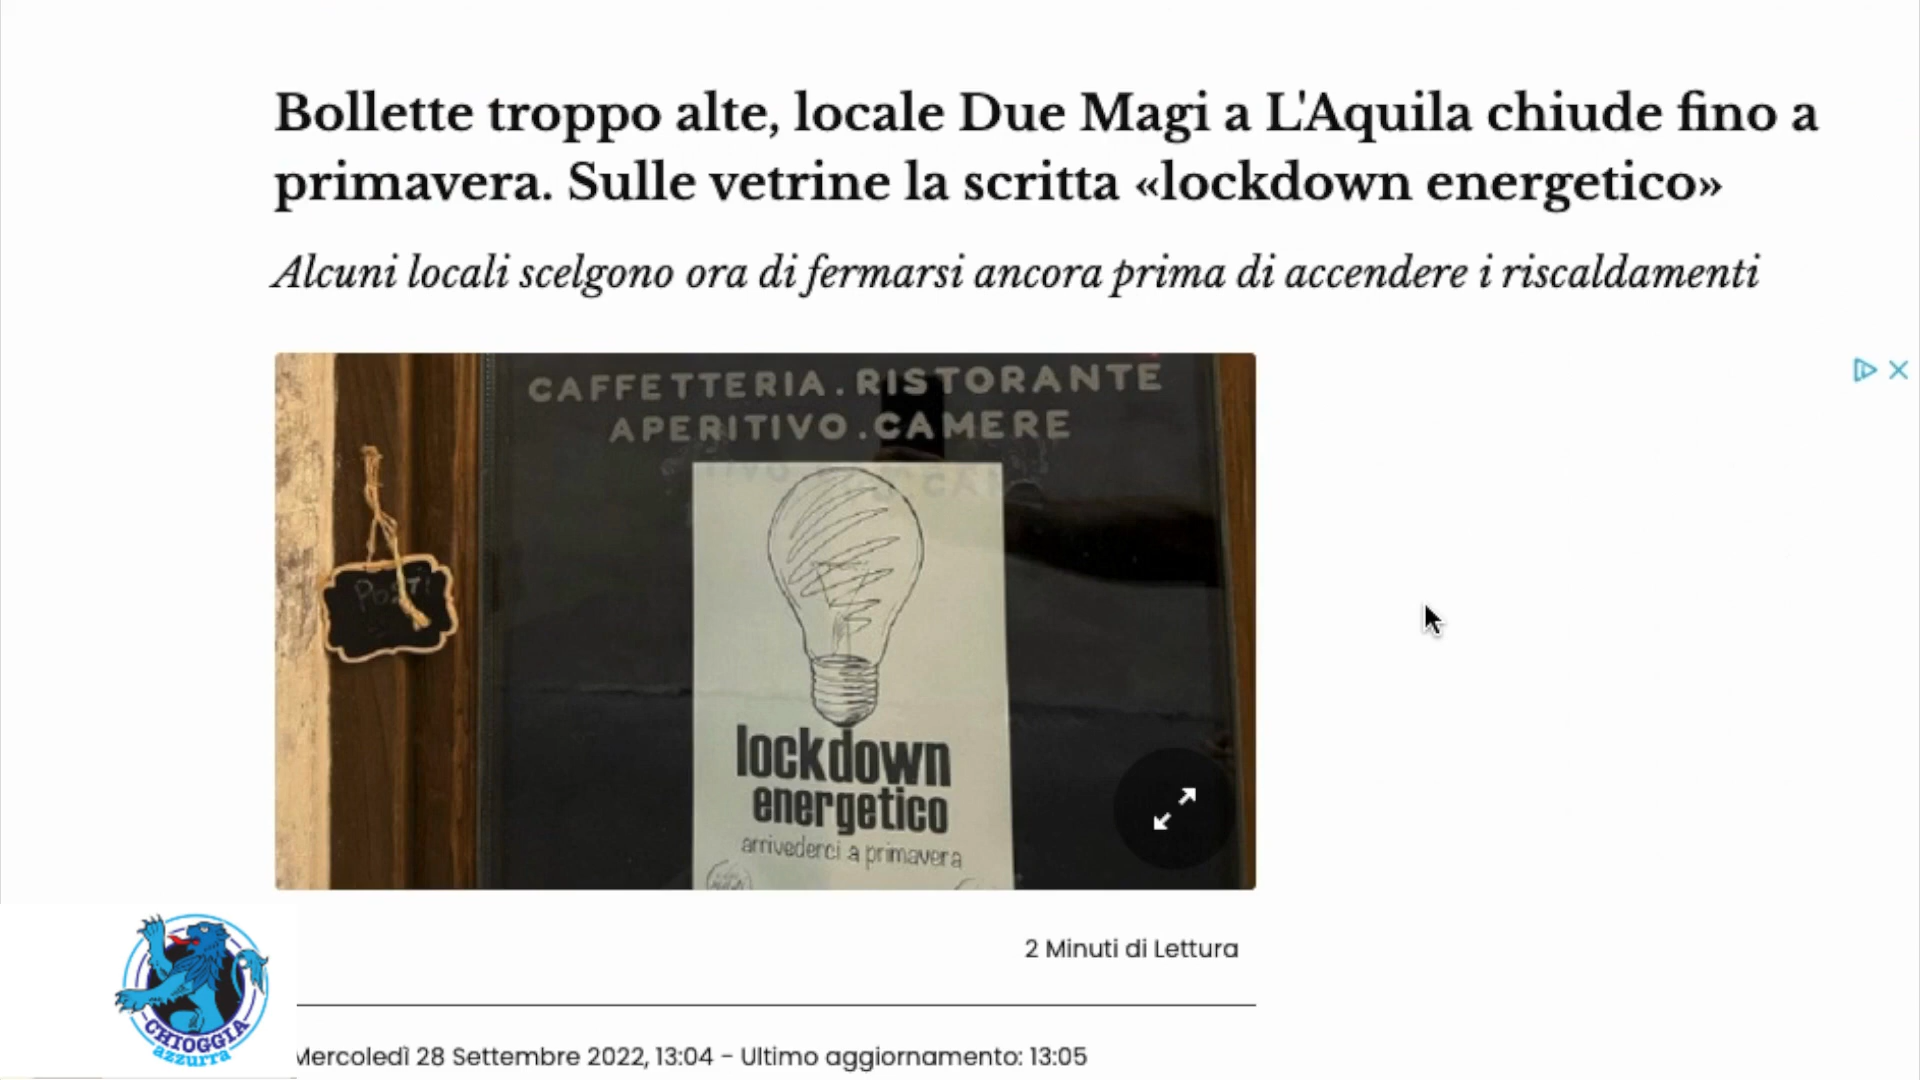 Bollette troppo alte, locale Due Magi a L'Aquila chiude fino a
primavera. Sulle vetrine la scritta «lockdown energetico»
Alcuni locali scelgono ora di fermarsi ancora prima di accendere i riscaldamenti
CAFFETTERIA.RISTORANTE
APERITIVO.CAMERE
lockdown
energetico
arrivederci a primavera
2 Minuti di Lettura
CHIOGGIA
azzurra
Mercoledì 28 Settembre 2022, 13:04 - Ultimo aggiornamento: 13:05